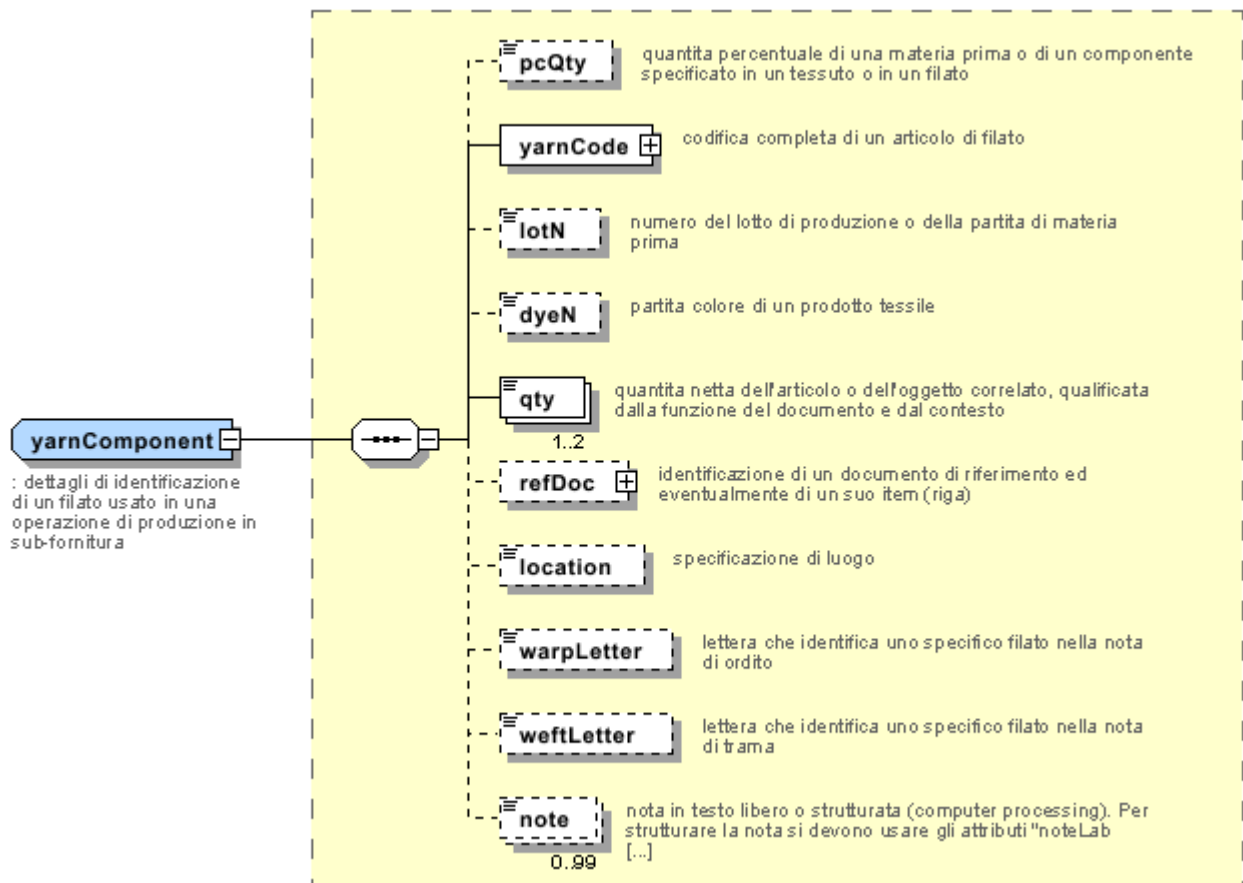 pcQty
quantita percentuale di una materia prima o di un componente
specificato in un tessuto o in un filato
yarnCode
codifica completa di un articolo di filato
lotN
numero del lotto di produzione o della partita di materia
prima
dyeN
partita colore di un prodotto tessile
qty
1..2
quantita netta dell'articolo o dell'oggetto correlato, qualificata
dalla funzione del documento e dal contesto
yarnComponent
: dettagli di identificazione
di un filato usato in una
operazione di produzione in
sub-fornitura
refDoc
identificazione di un documento di riferimento ed
eventualmente di un suo item (riga)
location
specificazione di luogo
warpLetter
lettera che identifica uno specifico filato nella nota
di ordito
weftLetter
lettera che identifica uno specifico filato nella nota
di trama
note
0..99
nota in testo libero o strutturata (computer processing). Per
strutturare la nota si devono usare gli attributi "noteLab
[...]